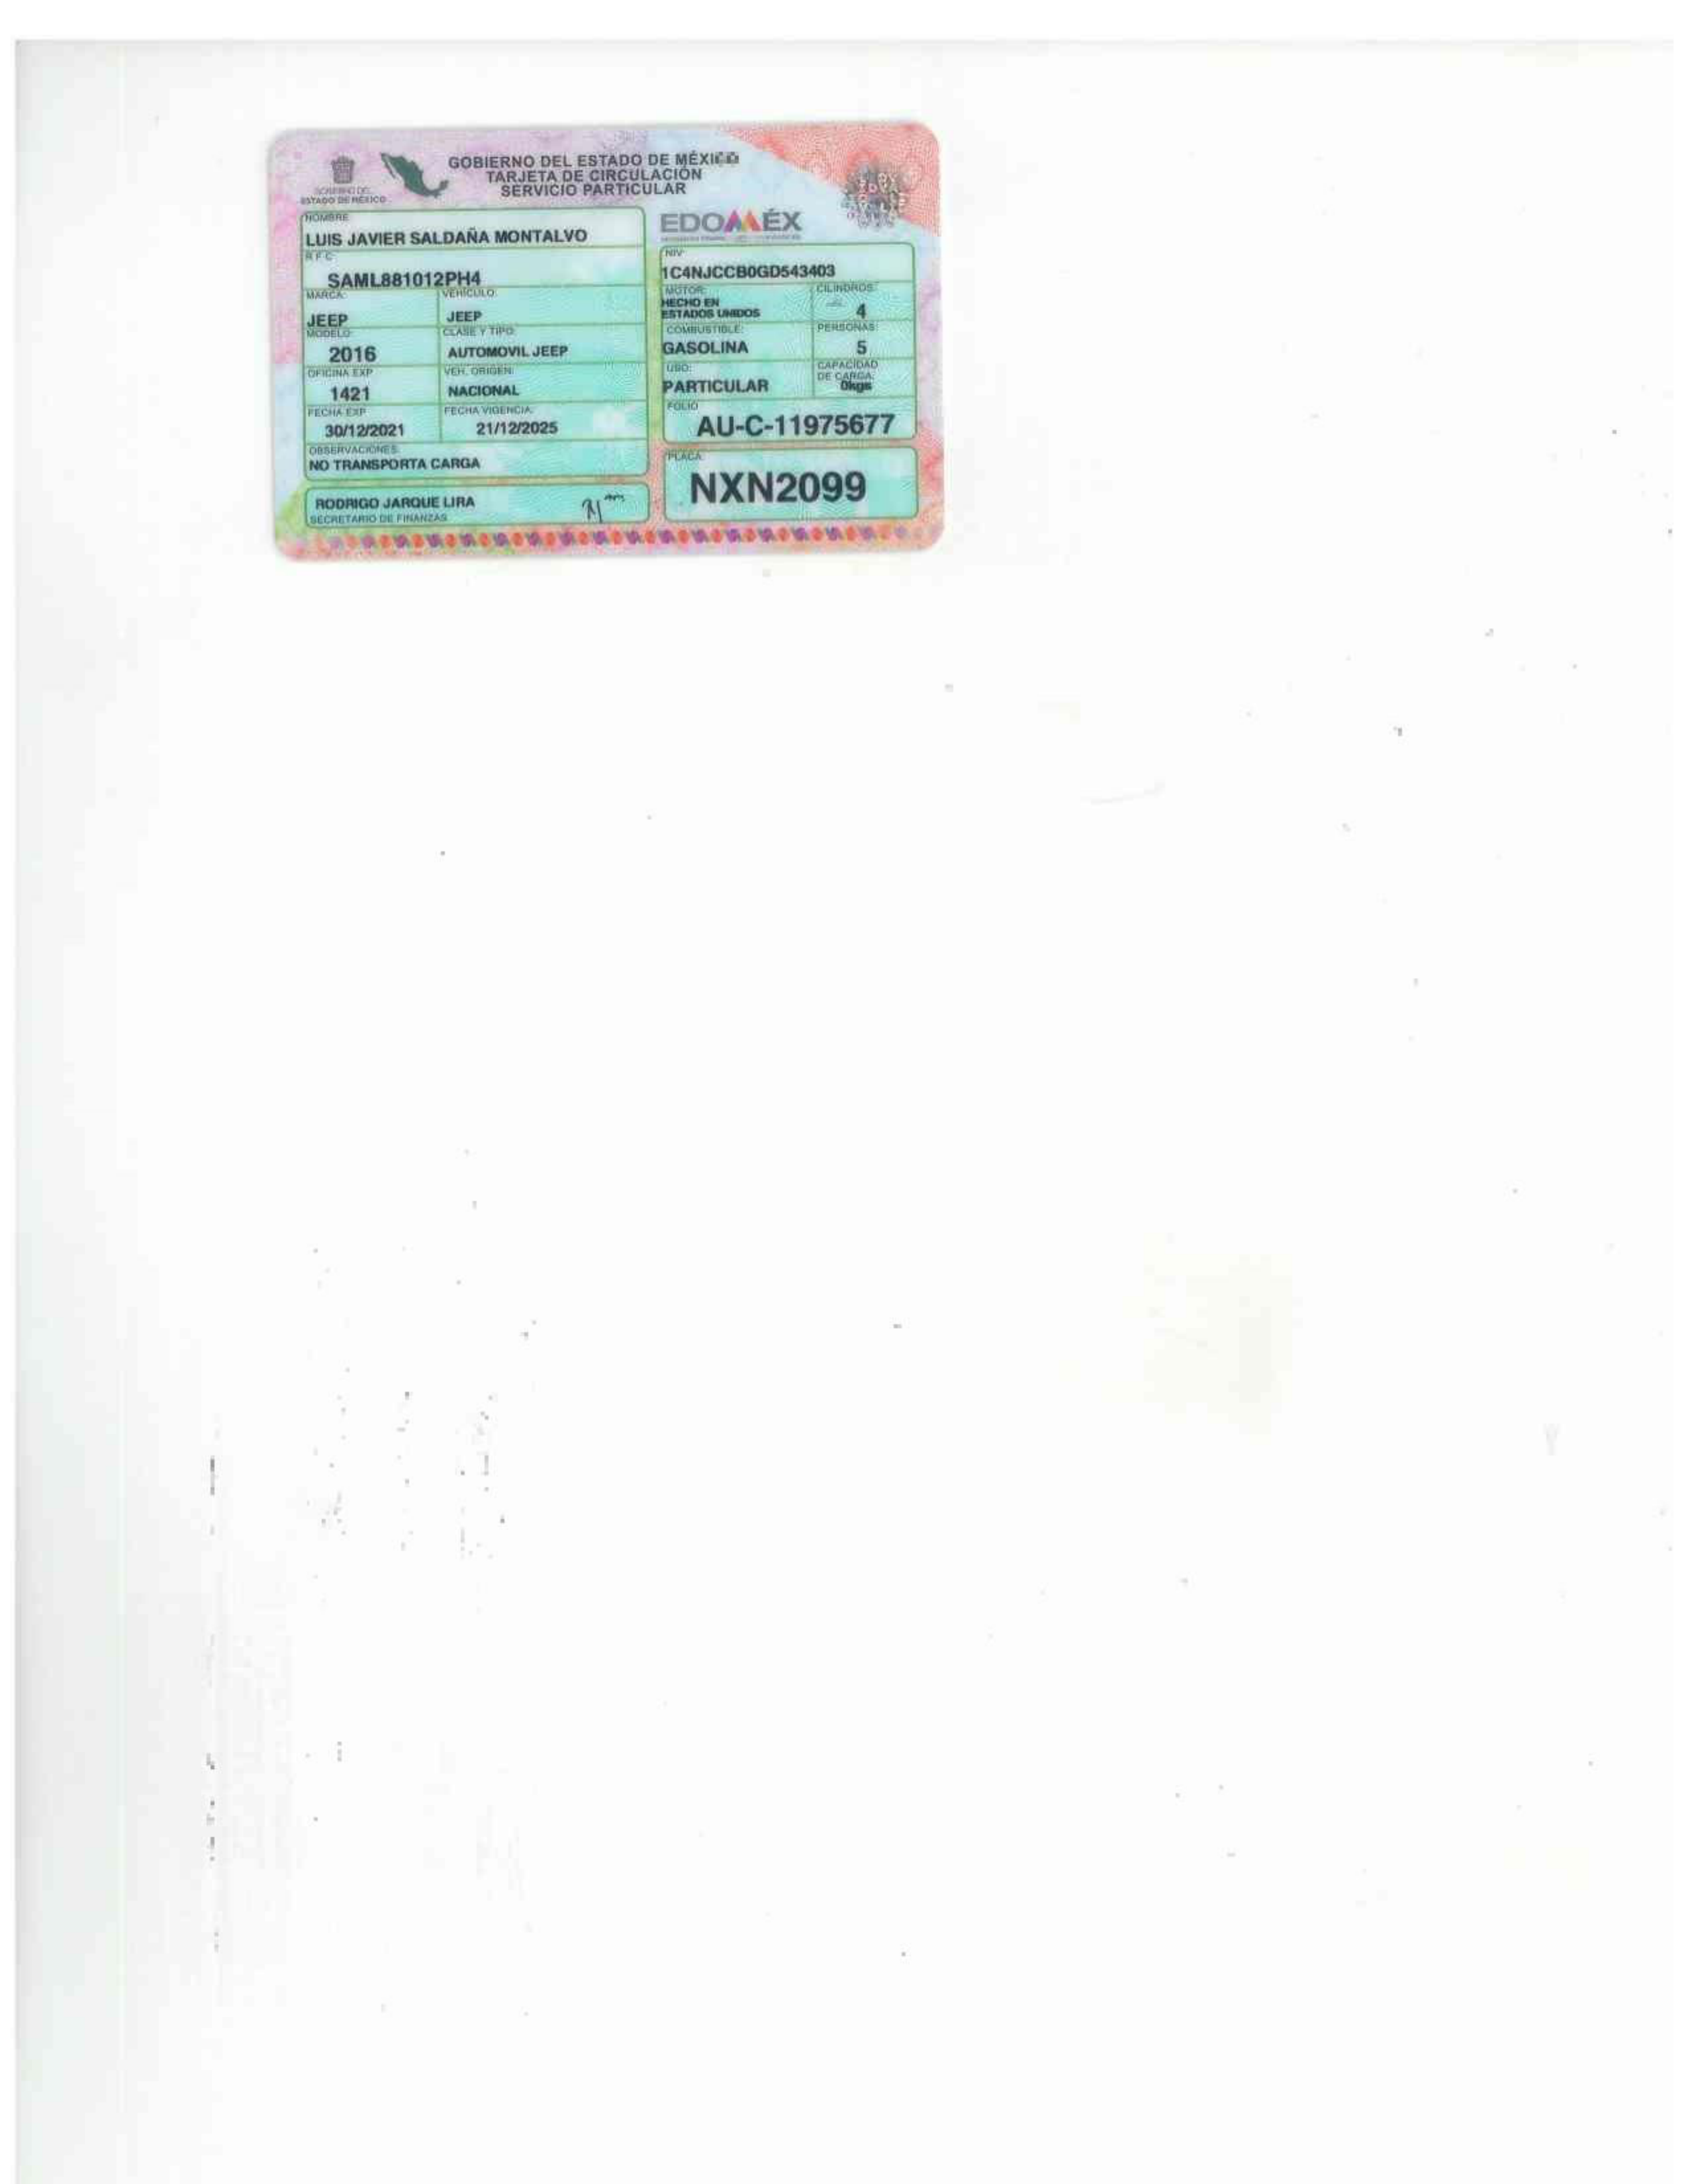 GOBIERNO DEL ESTADO DE MÉXICO
TARJETA DE CIRCULACIÓN
SERVICIO PARTICULAR
GOBIERNO DEL
ESTADO DE MÉXICO
NOMBRE
LUIS JAVIER SALDAÑA MONTALVO
R F C
SAML881012PH4
MARCA: VEHÍCULO:
JEEP JEEP
MODELO: CLASE Y TIPO:
2016 AUTOMOVIL JEEP
OFICINA EXP VEH. ORIGEN:
1421 NACIONAL
FECHA EXP FECHA VIGENCIA:
30/12/2021 21/12/2025
OBSERVACIONES:
NO TRANSPORTA CARGA
RODRIGO JARQUE LIRA
SECRETARIO DE FINANZAS
EDOMÉX
NIV:
1C4NJCCB0GD543403
MOTOR: CILINDROS:
HECHO EN
ESTADOS UNIDOS 4
COMBUSTIBLE: PERSONAS:
GASOLINA 5
USO: CAPACIDAD
DE CARGA:
PARTICULAR 0kgs
FOLIO
AU-C-11975677
PLACA:
NXN2099